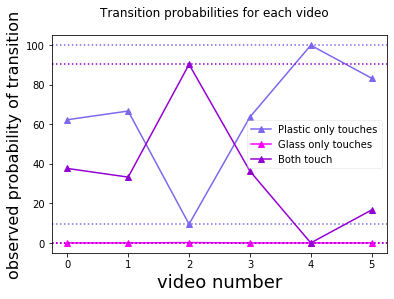 Transition probabilities for each video
observed probability of transition
100
80
60
40
20
0
Plastic only touches
Glass only touches
Both touch
0 1 2 3 4 5
video number